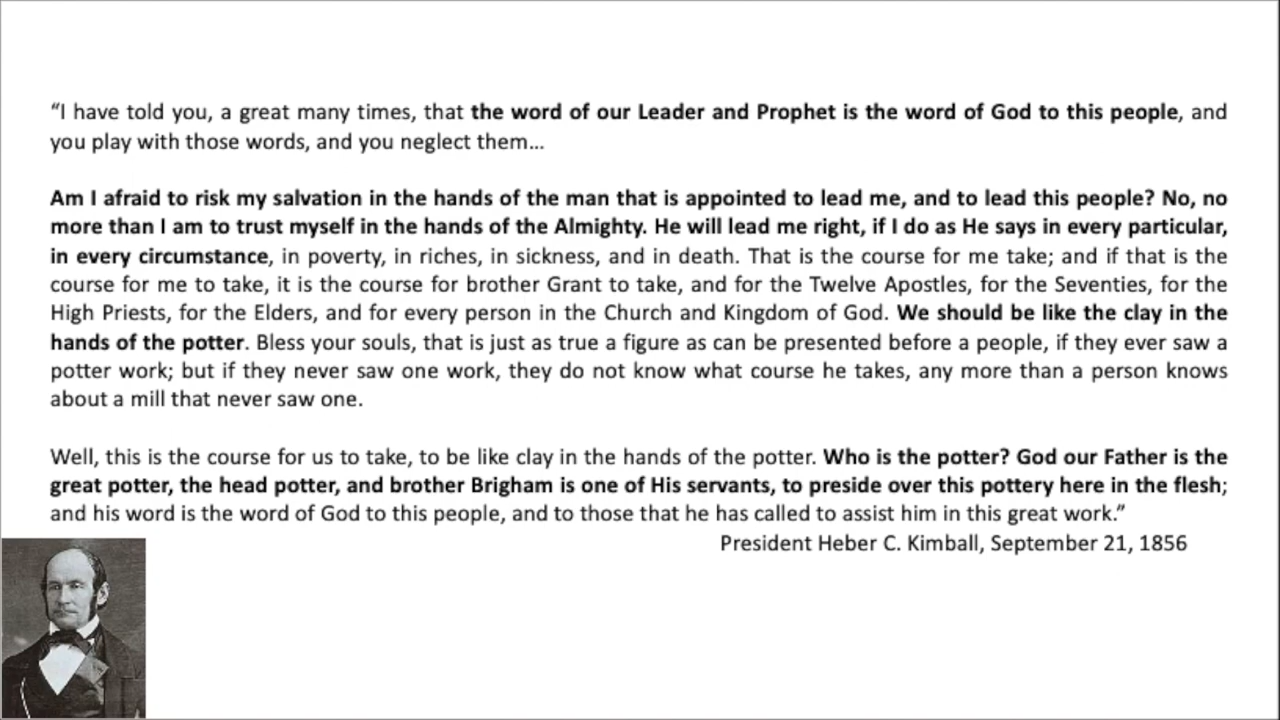 “I have told you, a great many times, that the word of our Leader and Prophet is the word of God to this people, and
you play with those words, and you neglect them...
Am I afraid to risk my salvation in the hands of the man that is appointed to lead me, and to lead this people? No, no
more than I am to trust myself in the hands of the Almighty. He will lead me right, if I do as He says in every particular,
in every circumstance, in poverty, in riches, in sickness, and in death. That is the course for me take; and if that is the
course for me to take, it is the course for brother Grant to take, and for the Twelve Apostles, for the Seventies, for the
High Priests, for the Elders, and for every person in the Church and Kingdom of God. We should be like the clay in the
hands of the potter. Bless your souls, that is just as true a figure as can be presented before a people, if they ever saw a
potter work; but if they never saw one work, they do not know what course he takes, any more than a person knows
about a mill that never saw one.
Well, this is the course for us to take, to be like clay in the hands of the potter. Who is the potter? God our Father is the
great potter, the head potter, and brother Brigham is one of His servants, to preside over this pottery here in the flesh;
and his word is the word of God to this people, and to those that he has called to assist him in this great work.”
President Heber C. Kimball, September 21, 1856